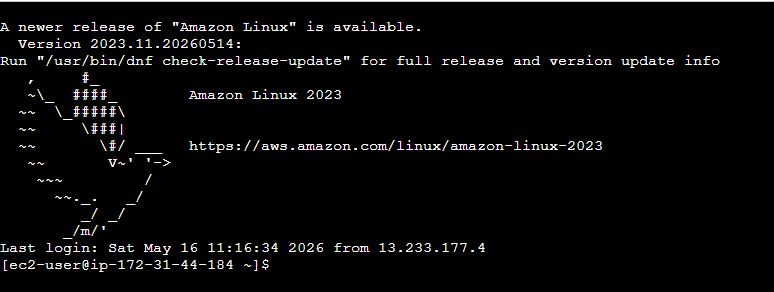 A newer release of "Amazon Linux" is available.
  Version 2023.11.20260514:
Run "/usr/bin/dnf check-release-update" for full release and version update info
   ,     #_
   ~\_  ####_        Amazon Linux 2023
  ~~  \_#####\
  ~~     \###|
  ~~       \#/ ___   https://aws.amazon.com/linux/amazon-linux-2023
   ~~       V~' '->
    ~~~         /
      ~~._.   _/
         _/ _/
       _/m/'
Last login: Sat May 16 11:16:34 2026 from 13.233.177.4
[ec2-user@ip-172-31-44-184 ~]$